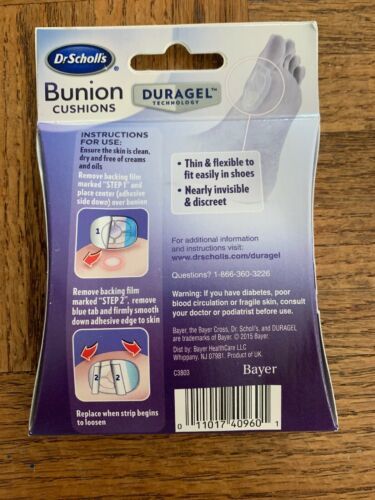 Dr Scholl's
Bunion
CUSHIONS
DURAGEL™
TECHNOLOGY
INSTRUCTIONS
FOR USE:
Ensure the skin is clean,
dry and free of creams
and oils
Remove backing film
marked "STEP 1" and
place center (adhesive
side down) over bunion
1
Remove backing film
marked "STEP 2", remove
blue tab and firmly smooth
down adhesive edge to skin
2 2
Replace when strip begins
to loosen
• Thin & flexible to
fit easily in shoes
• Nearly invisible
& discreet
For additional information
and instructions visit:
www.drscholls.com/duragel
Questions? 1-866-360-3226
Warning: If you have diabetes, poor
blood circulation or fragile skin, consult
your doctor or podiatrist before use.
Bayer, the Bayer Cross, Dr. Scholl's, and DURAGEL
are trademarks of Bayer. © 2015 Bayer
Dist by: Bayer HealthCare LLC
Whippany, NJ 07981. Product of UK.
C3803
Bayer
0 11017 40960 1